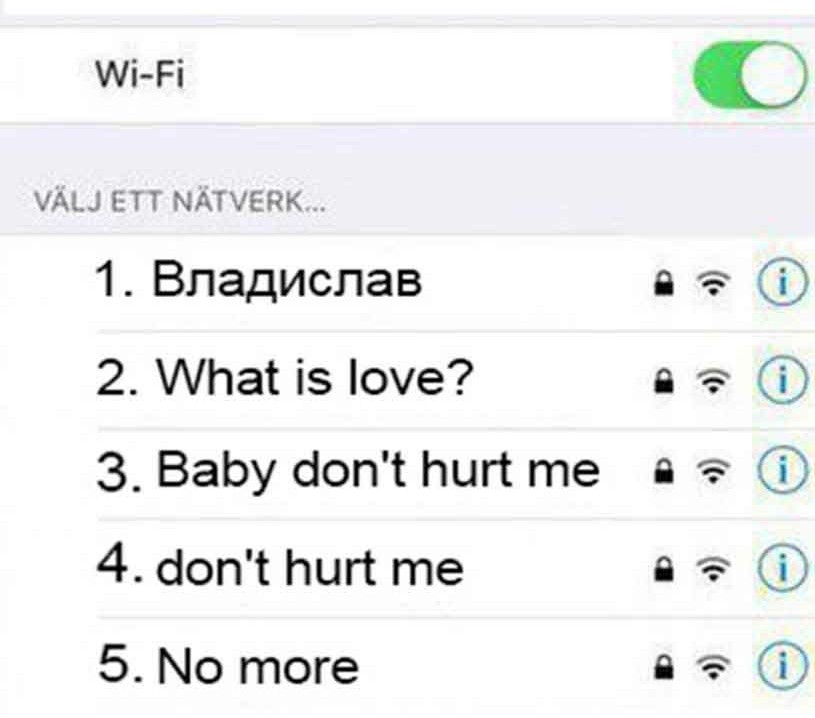 Wi-Fi
VÄLJ ETT NÄTVERK...
1. Владислав
2. What is love?
3. Baby don't hurt me
4. don't hurt me
5. No more